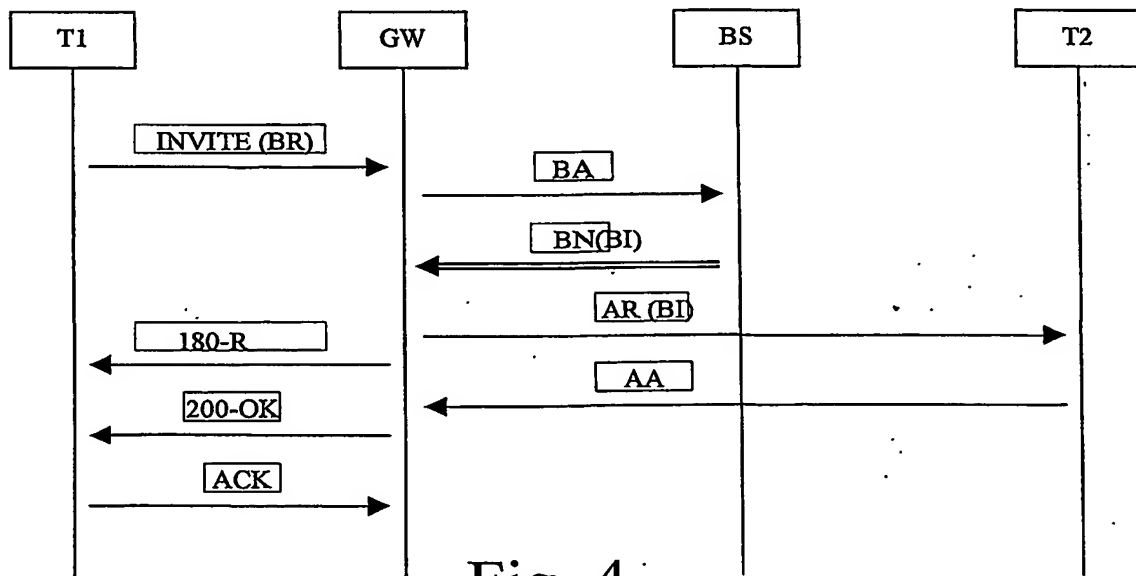 T1 GW BS T2
INVITE (BR)
BA
BN(BI)
AR (BI)
180-R
AA
200-OK
ACK
Fig. 4